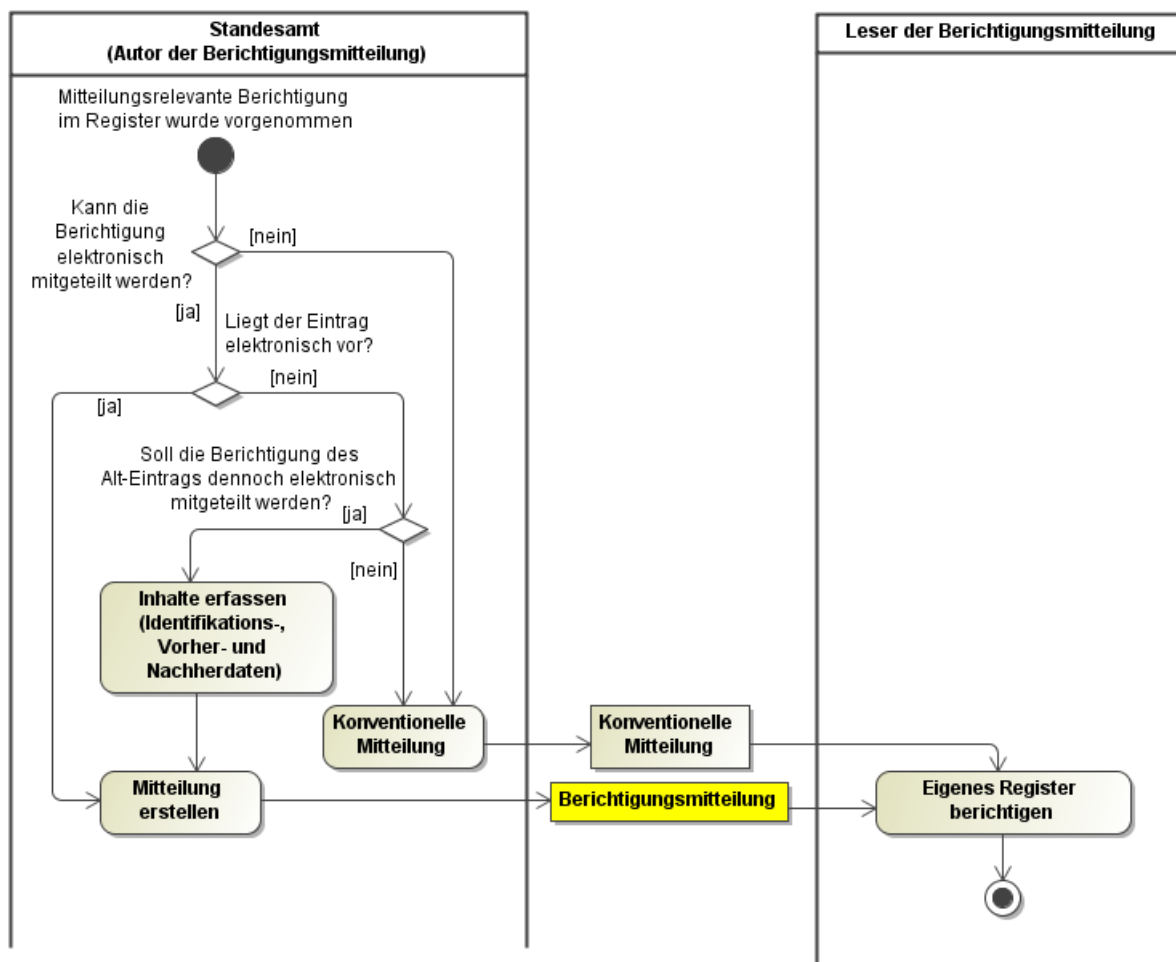 Standesamt
(Autor der Berichtigungsmitteilung)
Leser der Berichtigungsmitteilung
Mitteilungsrelevante Berichtigung
im Register wurde vorgenommen
Kann die
Berichtigung
elektronisch
mitgeteilt werden?
[nein]
[ja]
Liegt der Eintrag
elektronisch vor?
[nein]
[ja]
Soll die Berichtigung des
Alt-Eintrags dennoch elektronisch
mitgeteilt werden?
[ja]
[nein]
Inhalte erfassen
(Identifikations-,
Vorher- und
Nachherdaten)
Konventionelle
Mitteilung
Konventionelle
Mitteilung
Mitteilung
erstellen
Berichtigungsmitteilung
Eigenes Register
berichtigen